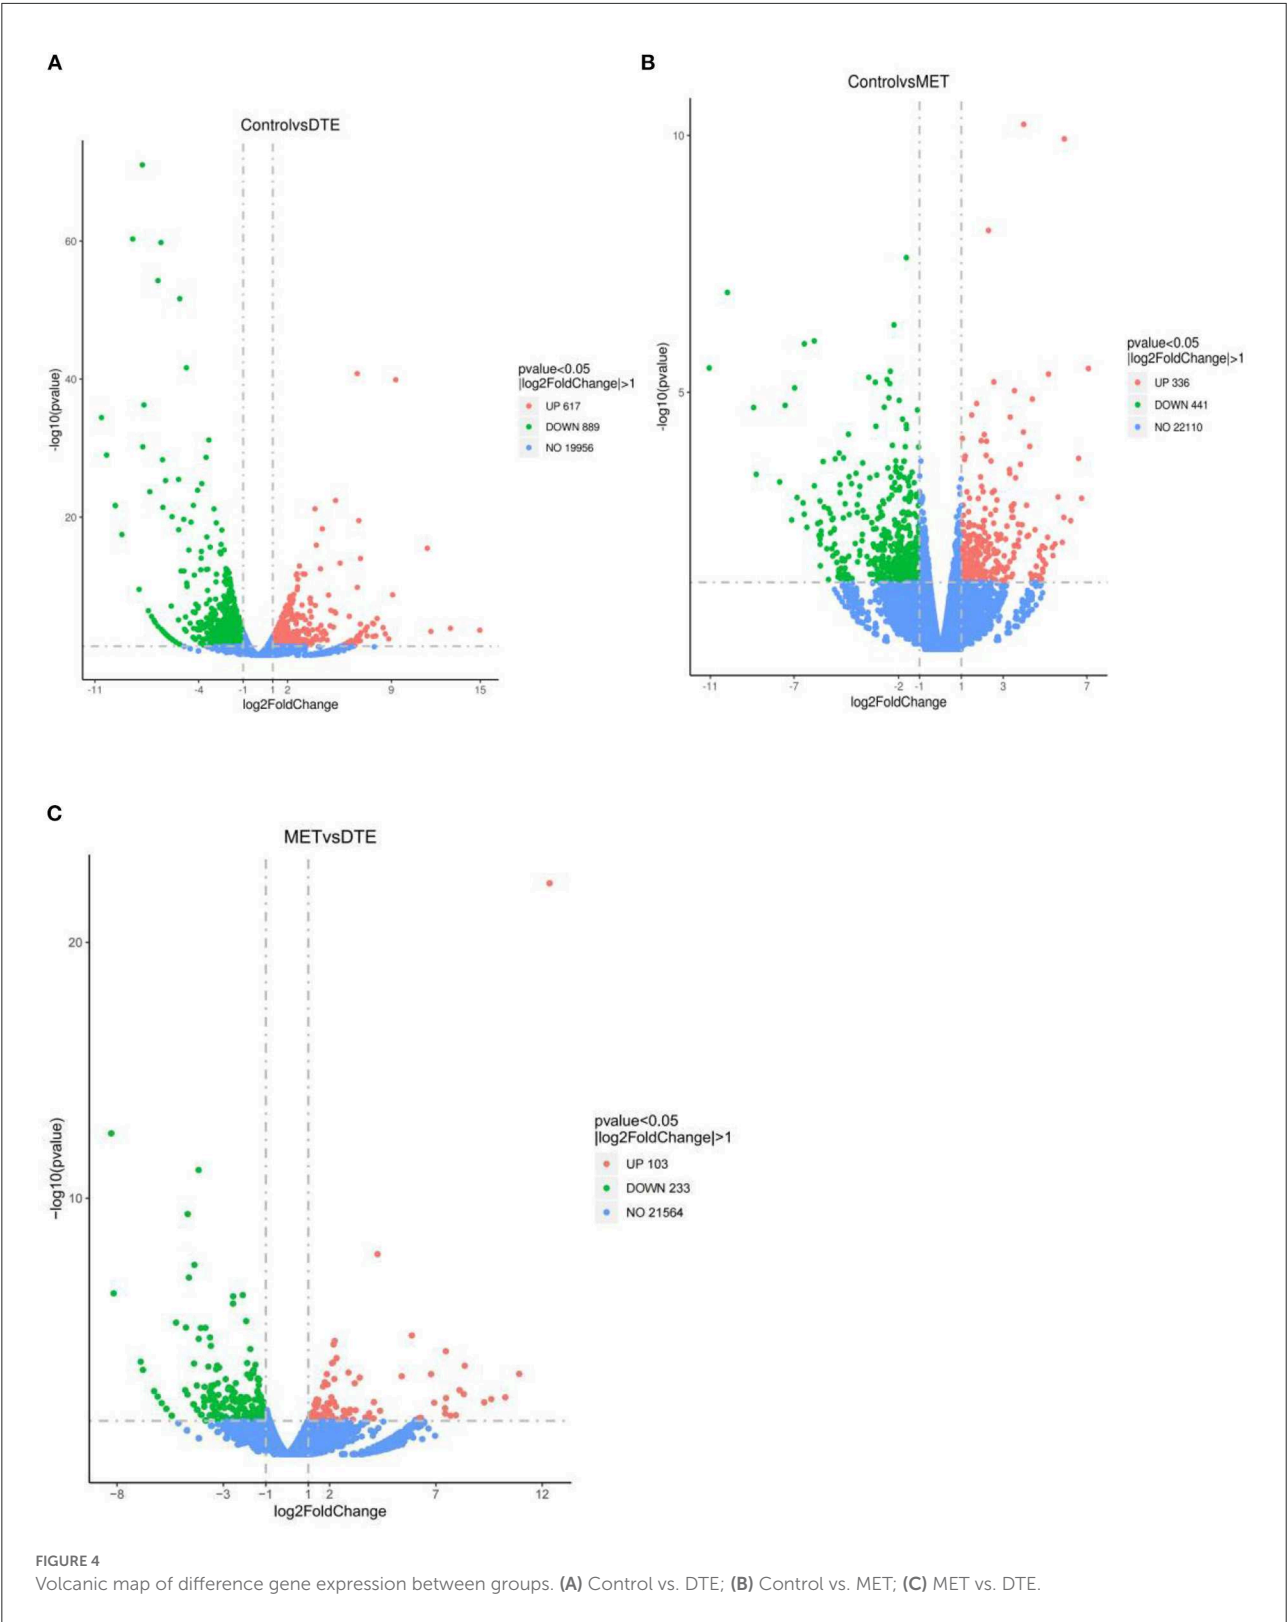 A
ControlvsDTE
60
40
20
-log10(pvalue)
-11
-4
-1
1
2
9
15
log2FoldChange
pvalue<0.05
|log2FoldChange|>1
UP 617
DOWN 889
NO 19956
B
ControlvsMET
10
5
-log10(pvalue)
-11
-7
-2
-1
1
3
7
log2FoldChange
pvalue<0.05
|log2FoldChange|>1
UP 336
DOWN 441
NO 22110
C
METvsDTE
20
10
−log10(pvalue)
−8
−3
−1
1
2
7
12
log2FoldChange
pvalue<0.05
|log2FoldChange|>1
UP 103
DOWN 233
NO 21564
FIGURE 4
Volcanic map of difference gene expression between groups. (A) Control vs. DTE; (B) Control vs. MET; (C) MET vs. DTE.